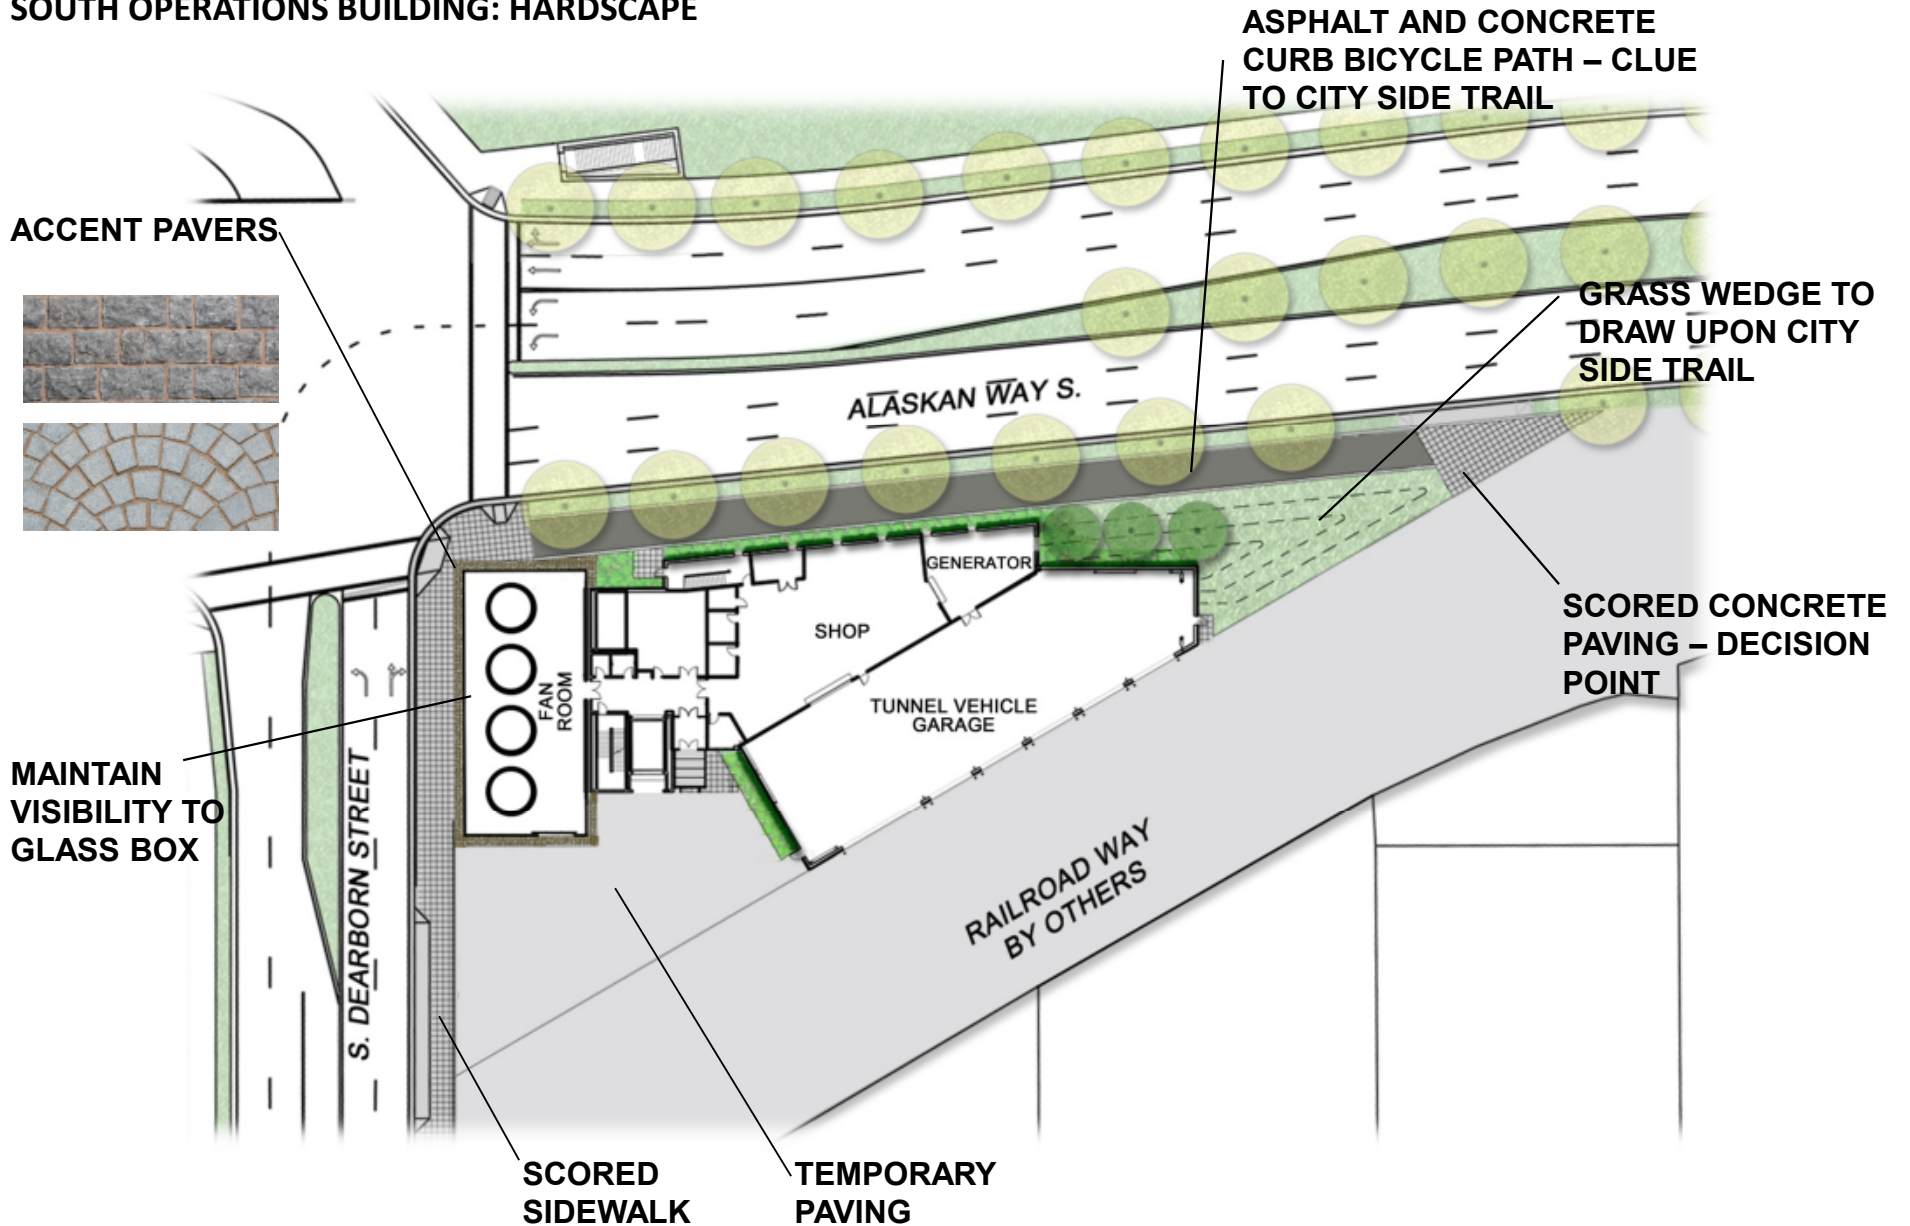 SOUTH OPERATIONS BUILDING: HARDSCAPE
ASPHALT AND CONCRETE
CURB BICYCLE PATH – CLUE
TO CITY SIDE TRAIL
ACCENT PAVERS
GRASS WEDGE TO
DRAW UPON CITY
SIDE TRAIL
ALASKAN WAY S.
GENERATOR
SHOP
SCORED CONCRETE
PAVING – DECISION
POINT
FAN
ROOM
TUNNEL VEHICLE
GARAGE
MAINTAIN
VISIBILITY TO
GLASS BOX
S. DEARBORN STREET
RAILROAD WAY
BY OTHERS
SCORED
SIDEWALK
TEMPORARY
PAVING